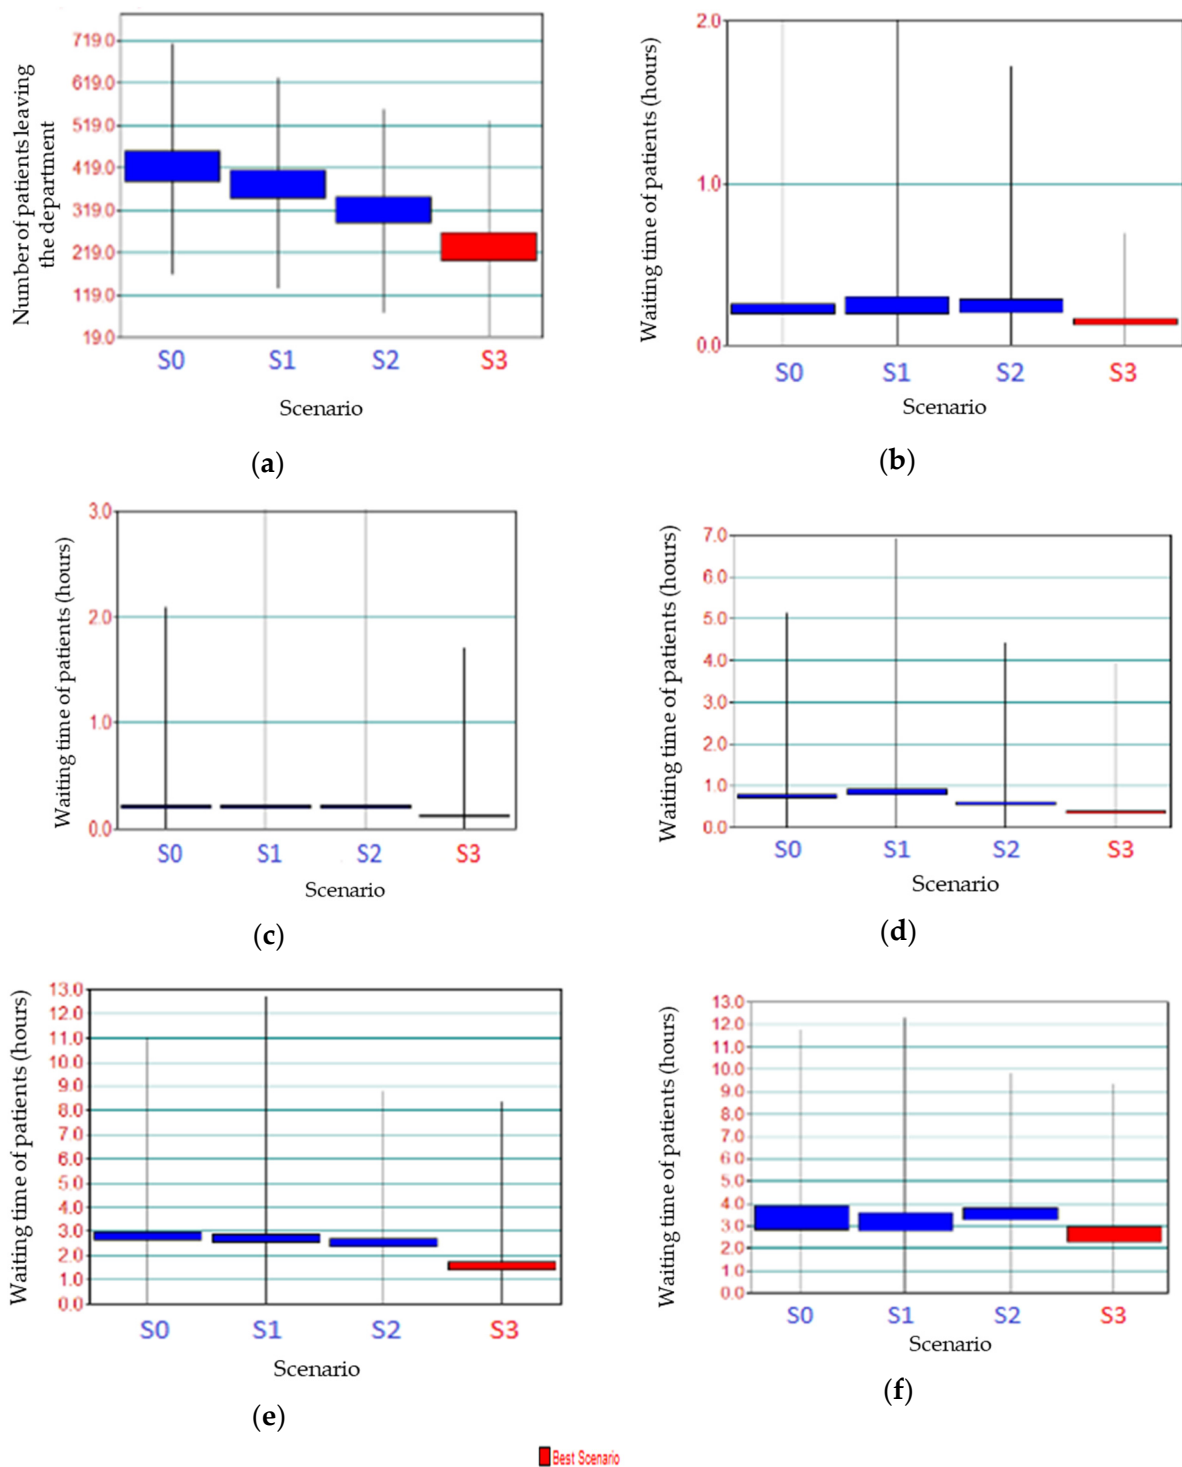 Number of patients leaving
the department
719.0
619.0
519.0
419.0
319.0
219.0
119.0
19.0
S0 S1 S2 S3
Scenario
(a)
Waiting time of patients (hours)
2.0
1.0
0.0
S0 S1 S2 S3
Scenario
(b)
Waiting time of patients (hours)
3.0
2.0
1.0
0.0
S0 S1 S2 S3
Scenario
(c)
Waiting time of patients (hours)
7.0
6.0
5.0
4.0
3.0
2.0
1.0
0.0
S0 S1 S2 S3
Scenario
(d)
Waiting time of patients (hours)
13.0
12.0
11.0
10.0
9.0
8.0
7.0
6.0
5.0
4.0
3.0
2.0
1.0
0.0
S0 S1 S2 S3
Scenario
(e)
Waiting time of patients (hours)
13.0
12.0
11.0
10.0
9.0
8.0
7.0
6.0
5.0
4.0
3.0
2.0
1.0
0.0
S0 S1 S2 S3
Scenario
(f)
Best Scenario